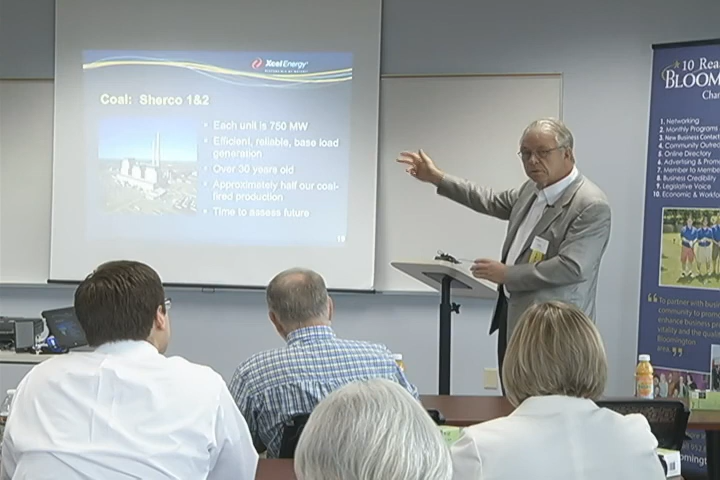 Xcel Energy®
Coal: Sherco 1&2
• Each unit is 750 MW
• Efficient, reliable, base load
generation
• Over 30 years old
• Approximately half our coal-
fired production
• Time to assess future
10 Rea
BLOOM
Cha
1. Networking
2. Monthly Programs
3. New Business Contact
4. Community Outrea
5. Online Directory
6. Advertising & Promo
7. Member to Membe
8. Business Credibility
9. Legislative Voice
10. Economic & Workfo
“ To partner with busi
community to promo
enhance business pro
vitality and the qualit
Bloomington
area. ”